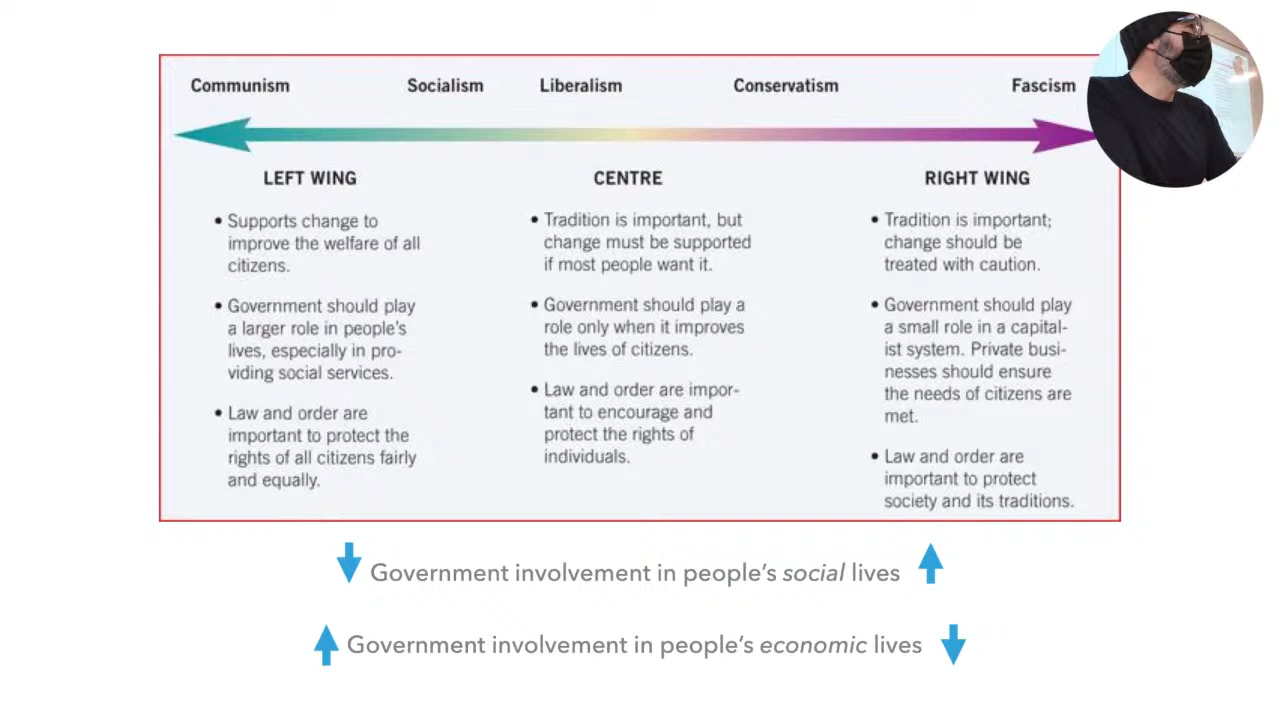 Communism Socialism Liberalism Conservatism Fascism
LEFT WING
• Supports change to
improve the welfare of all
citizens.
• Government should play
a larger role in people's
lives, especially in pro-
viding social services.
• Law and order are
important to protect the
rights of all citizens fairly
and equally.
CENTRE
• Tradition is important, but
change must be supported
if most people want it.
• Government should play a
role only when it improves
the lives of citizens.
• Law and order are impor-
tant to encourage and
protect the rights of
individuals.
RIGHT WING
• Tradition is important;
change should be
treated with caution.
• Government should play
a small role in a capital-
ist system. Private busi-
nesses should ensure
the needs of citizens are
met.
• Law and order are
important to protect
society and its traditions.
Government involvement in people's social lives
Government involvement in people's economic lives